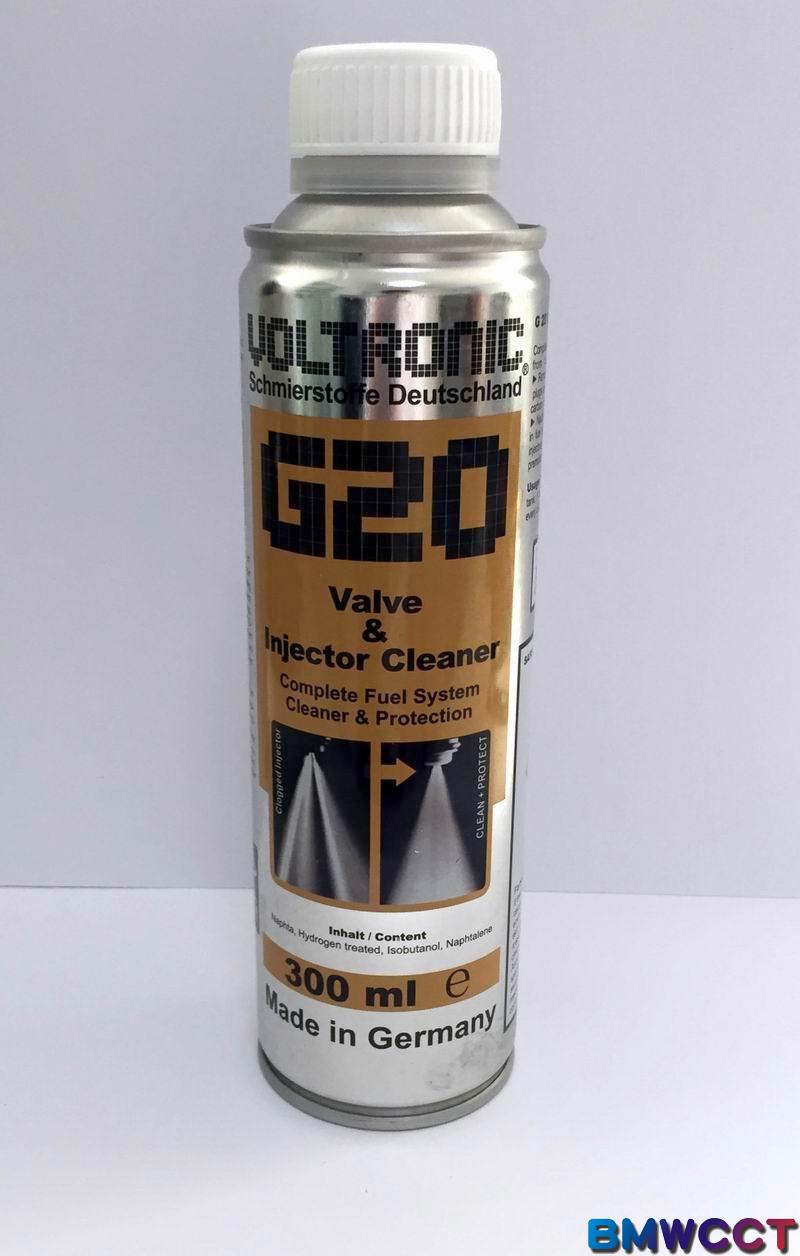 VOLTRONIC
®
Schmierstoffe Deutschland
G20
Valve
&
Injector Cleaner
Complete Fuel System
Cleaner & Protection
Clogged Injector
CLEAN + PROTECT
Inhalt / Content
Naphta, Hydrogen treated, Isobutanol, Naphtalene
300 ml e
Made in Germany
BMWCCT